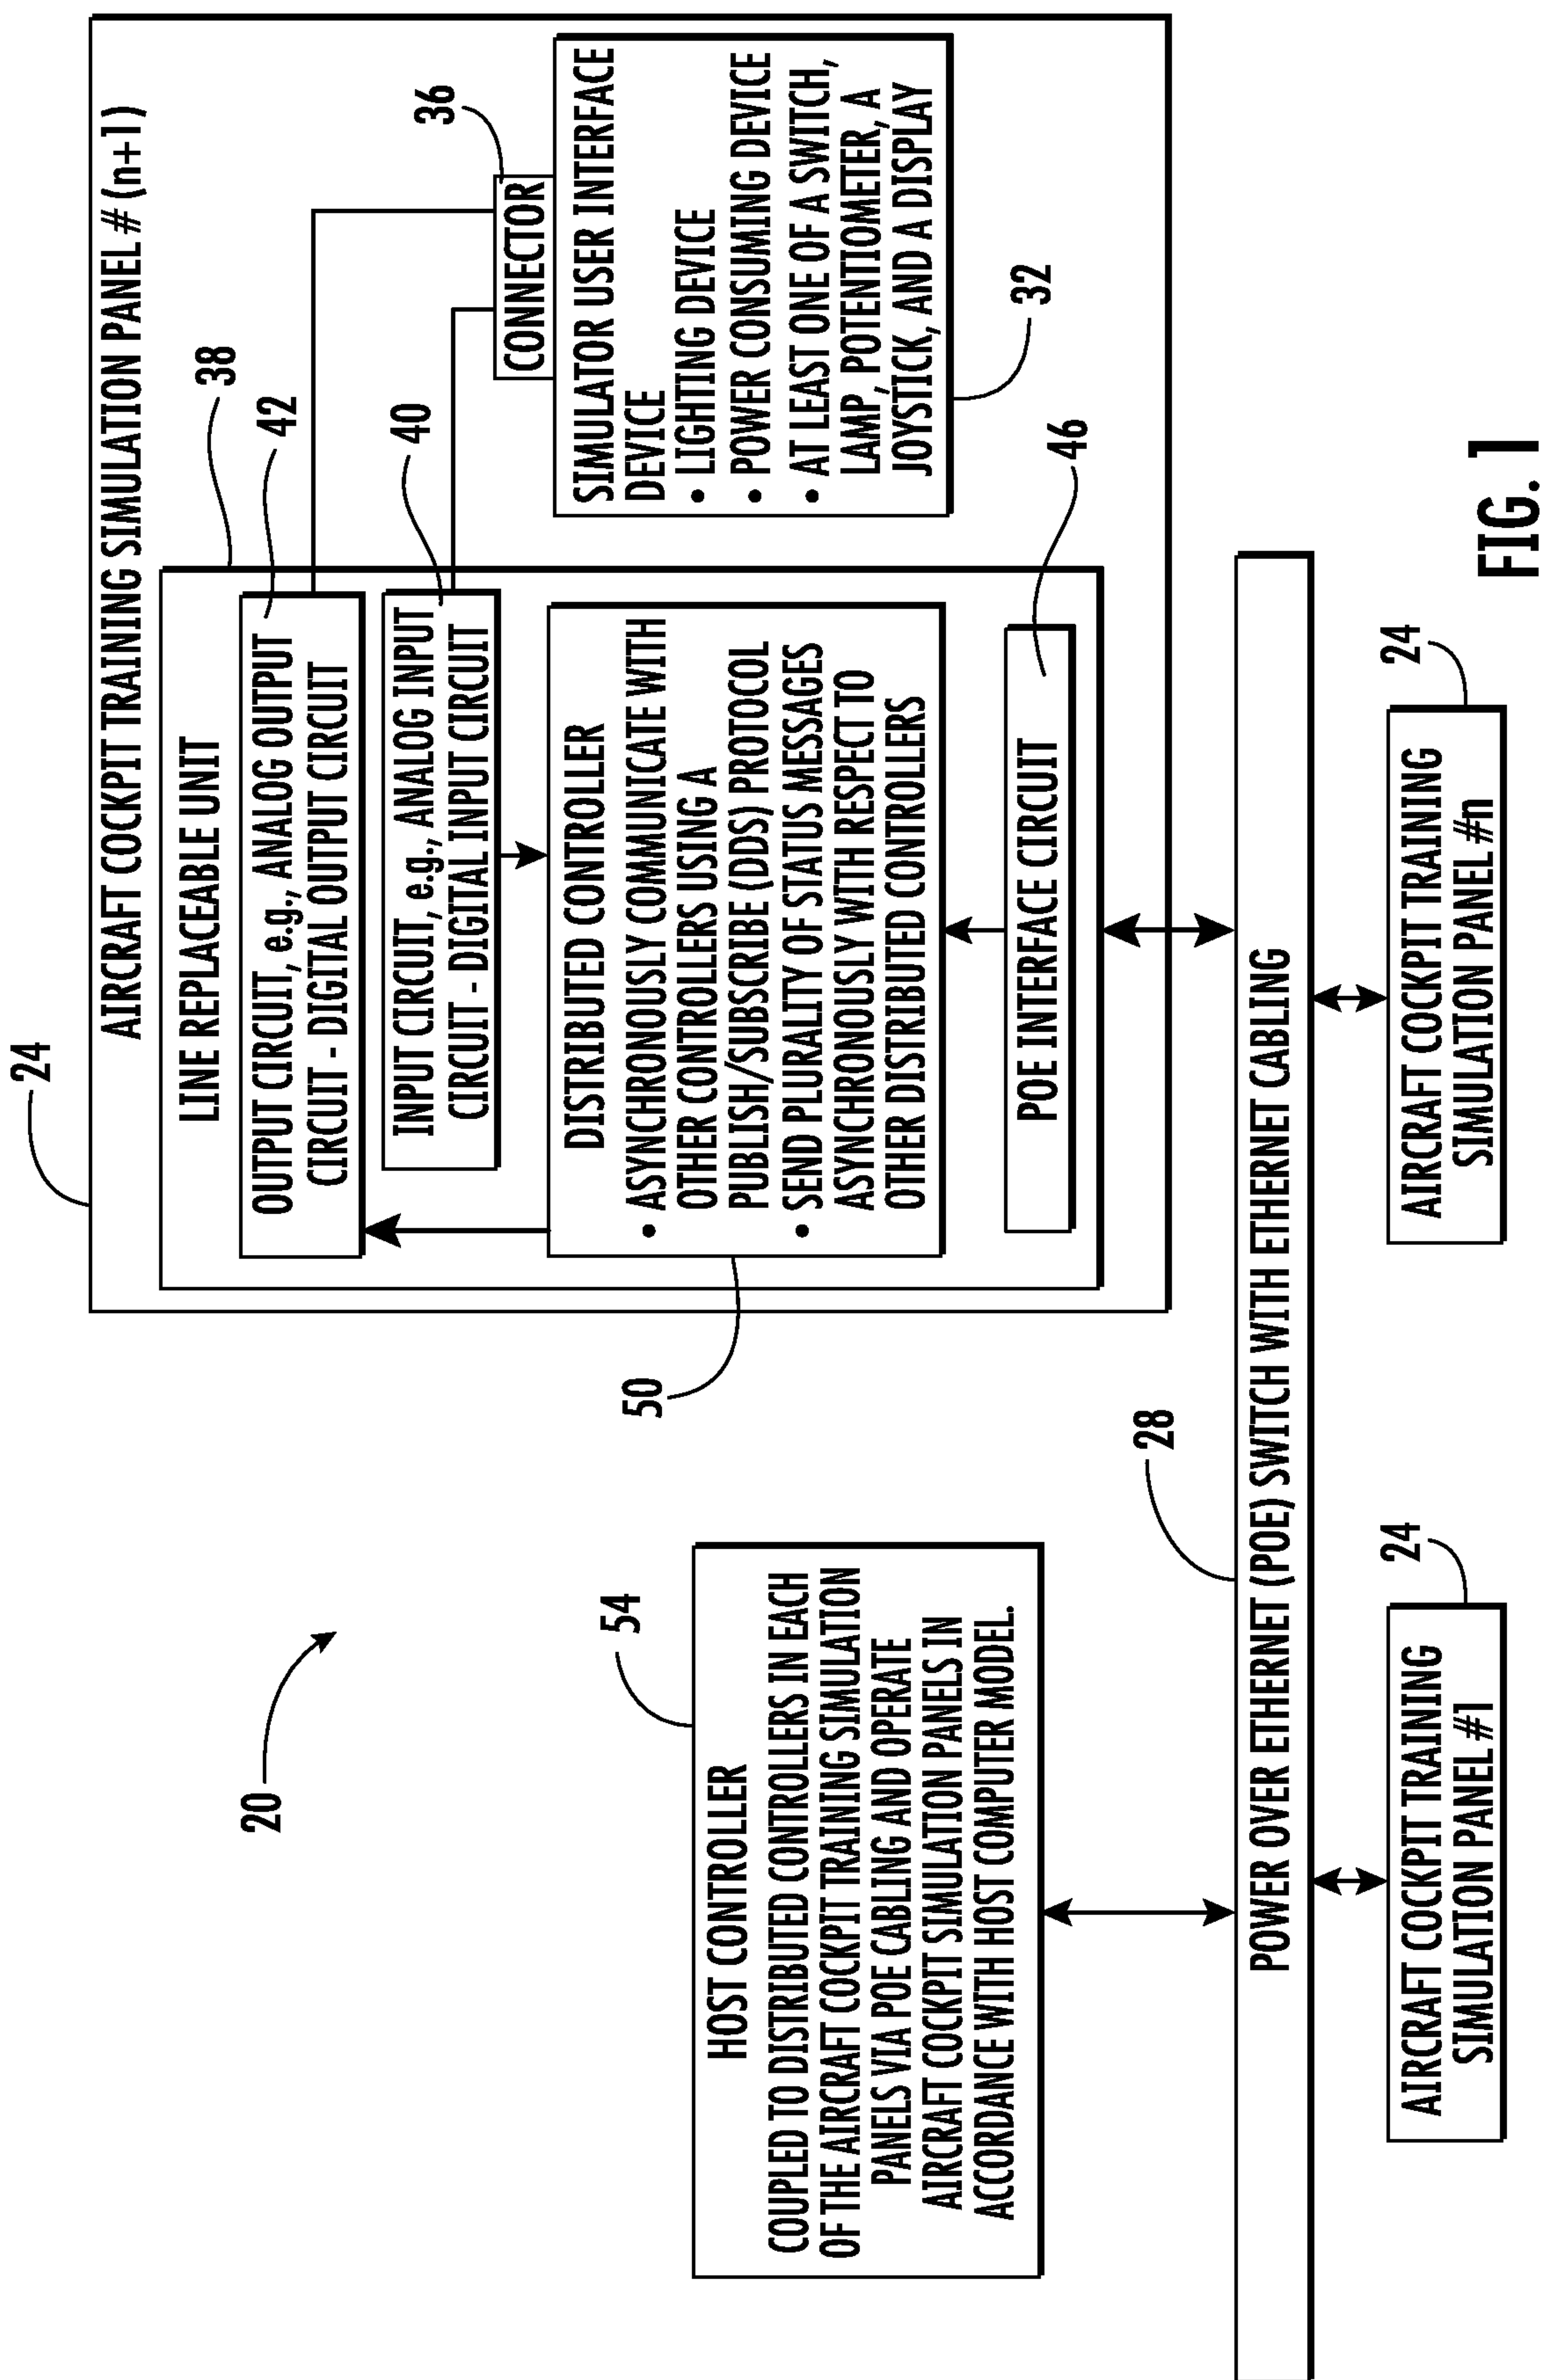 20
54
HOST CONTROLLER
COUPLED TO DISTRIBUTED CONTROLLERS IN EACH
OF THE AIRCRAFT COCKPIT TRAINING SIMULATION
PANELS VIA POE CABLING AND OPERATE
AIRCRAFT COCKPIT SIMULATION PANELS IN
ACCORDANCE WITH HOST COMPUTER MODEL.
24
AIRCRAFT COCKPIT TRAINING SIMULATION PANEL # (n+1)
38
LINE REPLACEABLE UNIT
42
OUTPUT CIRCUIT, e.g., ANALOG OUTPUT
CIRCUIT - DIGITAL OUTPUT CIRCUIT
40
INPUT CIRCUIT, e.g., ANALOG INPUT
CIRCUIT - DIGITAL INPUT CIRCUIT
50
DISTRIBUTED CONTROLLER
• ASYNCHRONOUSLY COMMUNICATE WITH
OTHER CONTROLLERS USING A
PUBLISH/SUBSCRIBE (DDS) PROTOCOL
• SEND PLURALITY OF STATUS MESSAGES
ASYNCHRONOUSLY WITH RESPECT TO
OTHER DISTRIBUTED CONTROLLERS
46
POE INTERFACE CIRCUIT
36
CONNECTOR
SIMULATOR USER INTERFACE
DEVICE
• LIGHTING DEVICE
• POWER CONSUMING DEVICE
• AT LEAST ONE OF A SWITCH,
LAMP, POTENTIOMETER, A
JOYSTICK, AND A DISPLAY
32
28
POWER OVER ETHERNET (POE) SWITCH WITH ETHERNET CABLING
24
AIRCRAFT COCKPIT TRAINING
SIMULATION PANEL #1
24
AIRCRAFT COCKPIT TRAINING
SIMULATION PANEL #n
FIG. 1